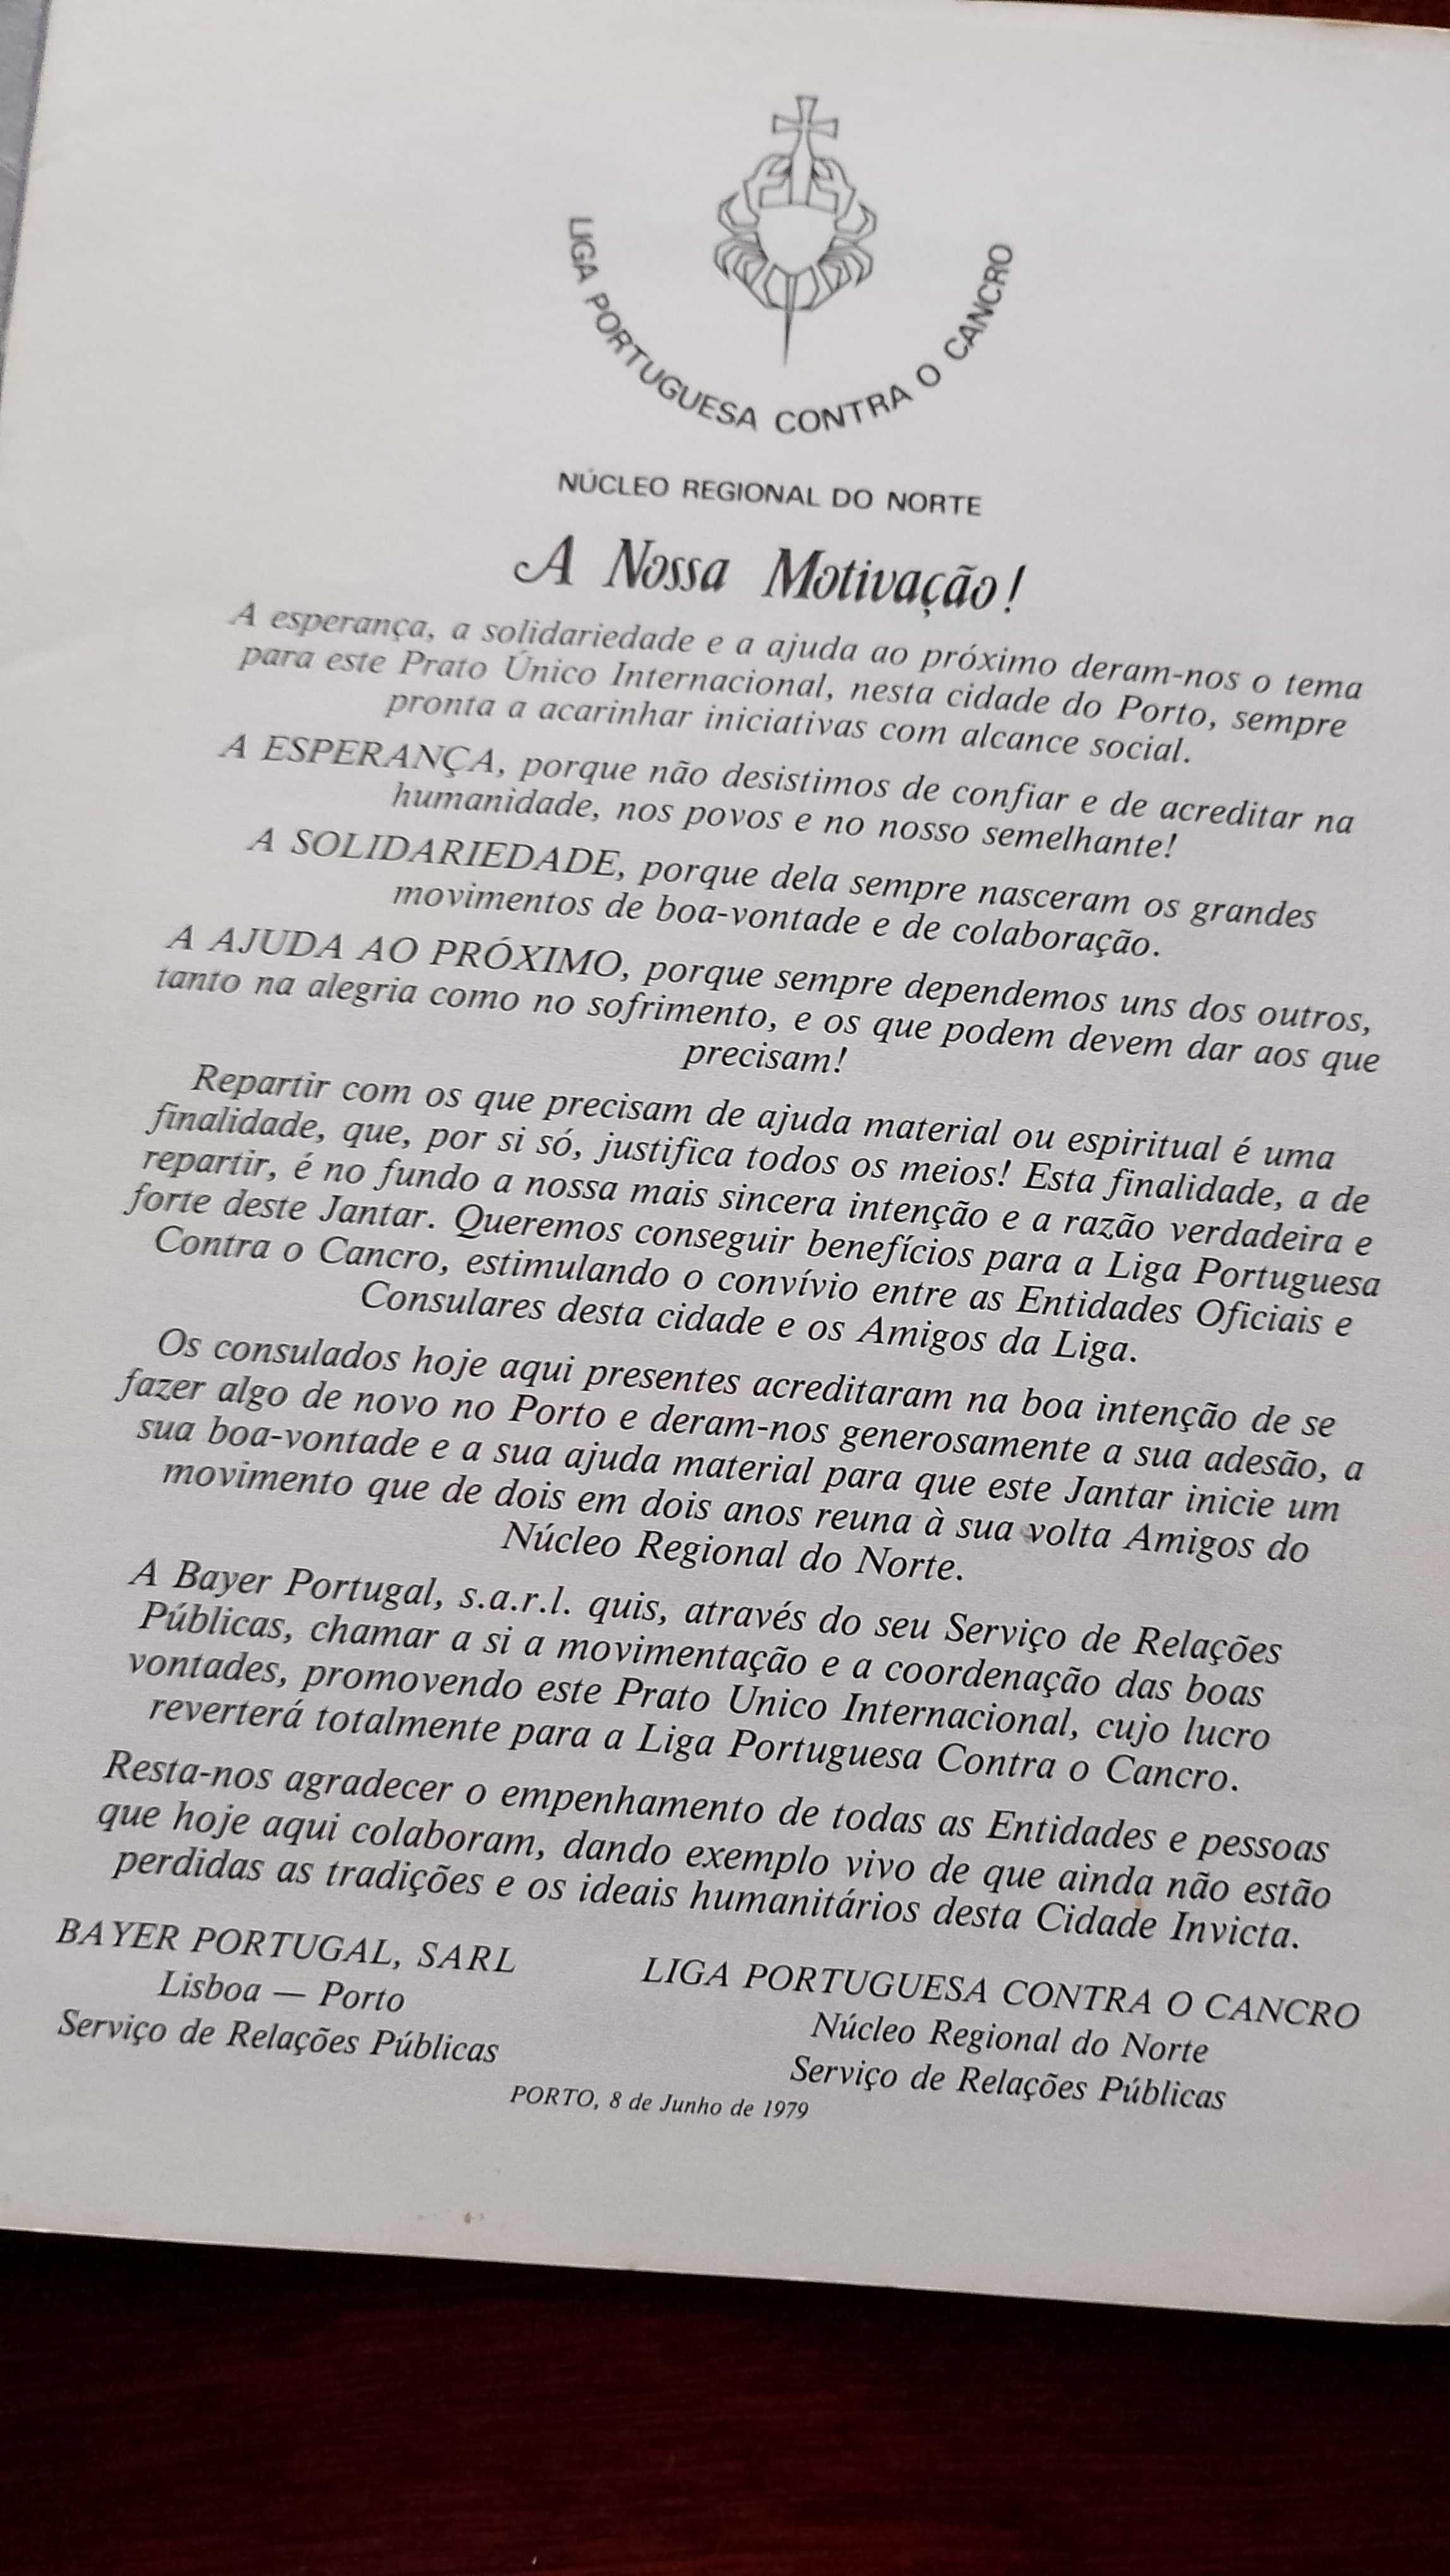 LIGA PORTUGUESA CONTRA O CANCRO
NÚCLEO REGIONAL DO NORTE
A Nossa Motivação!
A esperança, a solidariedade e a ajuda ao próximo deram-nos o tema
para este Prato Único Internacional, nesta cidade do Porto, sempre
pronta a acarinhar iniciativas com alcance social.
A ESPERANÇA, porque não desistimos de confiar e de acreditar na
humanidade, nos povos e no nosso semelhante!
A SOLIDARIEDADE, porque dela sempre nasceram os grandes
movimentos de boa-vontade e de colaboração.
A AJUDA AO PRÓXIMO, porque sempre dependemos uns dos outros,
tanto na alegria como no sofrimento, e os que podem devem dar aos que
precisam!
Repartir com os que precisam de ajuda material ou espiritual é uma
finalidade, que, por si só, justifica todos os meios! Esta finalidade, a de
repartir, é no fundo a nossa mais sincera intenção e a razão verdadeira e
forte deste Jantar. Queremos conseguir benefícios para a Liga Portuguesa
Contra o Cancro, estimulando o convívio entre as Entidades Oficiais e
Consulares desta cidade e os Amigos da Liga.
Os consulados hoje aqui presentes acreditaram na boa intenção de se
fazer algo de novo no Porto e deram-nos generosamente a sua adesão, a
sua boa-vontade e a sua ajuda material para que este Jantar inicie um
movimento que de dois em dois anos reuna à sua volta Amigos do
Núcleo Regional do Norte.
A Bayer Portugal, s.a.r.l. quis, através do seu Serviço de Relações
Públicas, chamar a si a movimentação e a coordenação das boas
vontades, promovendo este Prato Unico Internacional, cujo lucro
reverterá totalmente para a Liga Portuguesa Contra o Cancro.
Resta-nos agradecer o empenhamento de todas as Entidades e pessoas
que hoje aqui colaboram, dando exemplo vivo de que ainda não estão
perdidas as tradições e os ideais humanitários desta Cidade Invicta.
BAYER PORTUGAL, SARL
Lisboa — Porto
Serviço de Relações Públicas
LIGA PORTUGUESA CONTRA O CANCRO
Núcleo Regional do Norte
Serviço de Relações Públicas
PORTO, 8 de Junho de 1979